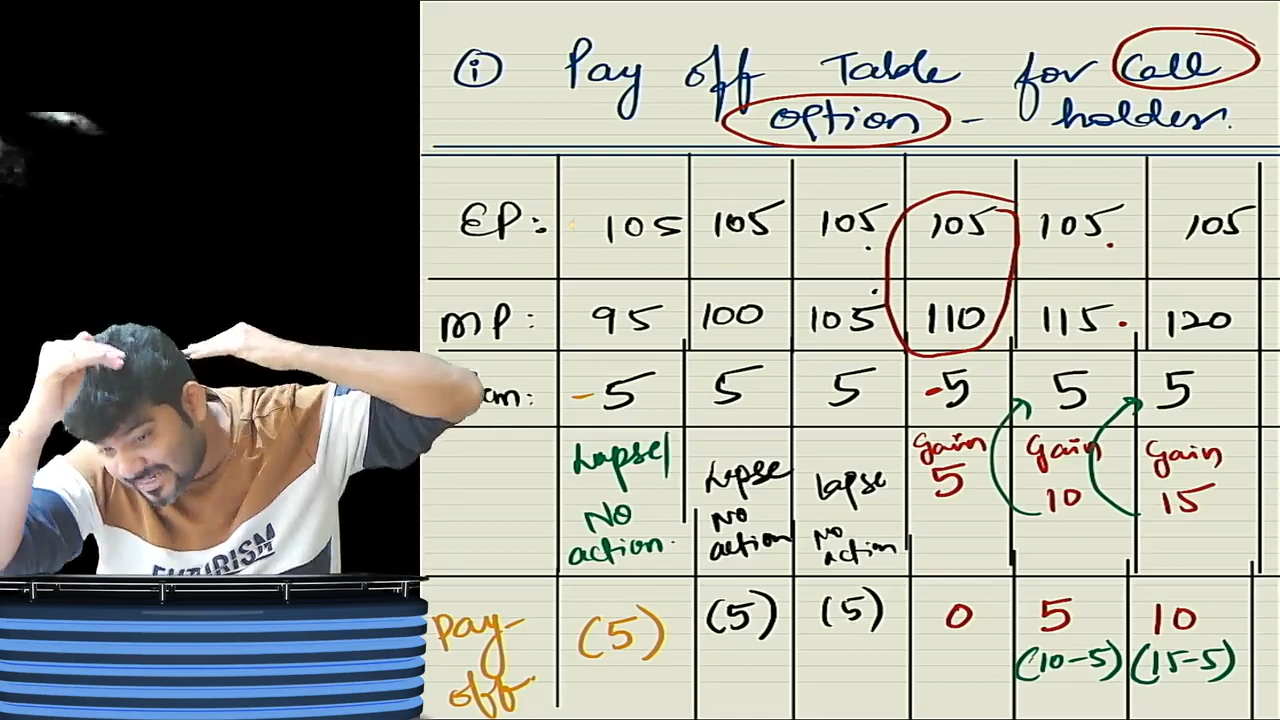 i Pay off Table for Call
option - holder.
EP: 105 105 105 105 105 105
MP: 95 100 105 110 115 120
m: -5 5 5 -5 5 5
Lapse/ Lapse Lapse Gain Gain Gain
No No No 5 10 15
action. action action
Pay- (5) (5) (5) 0 5 10
off (10-5) (15-5)
FUTURISM